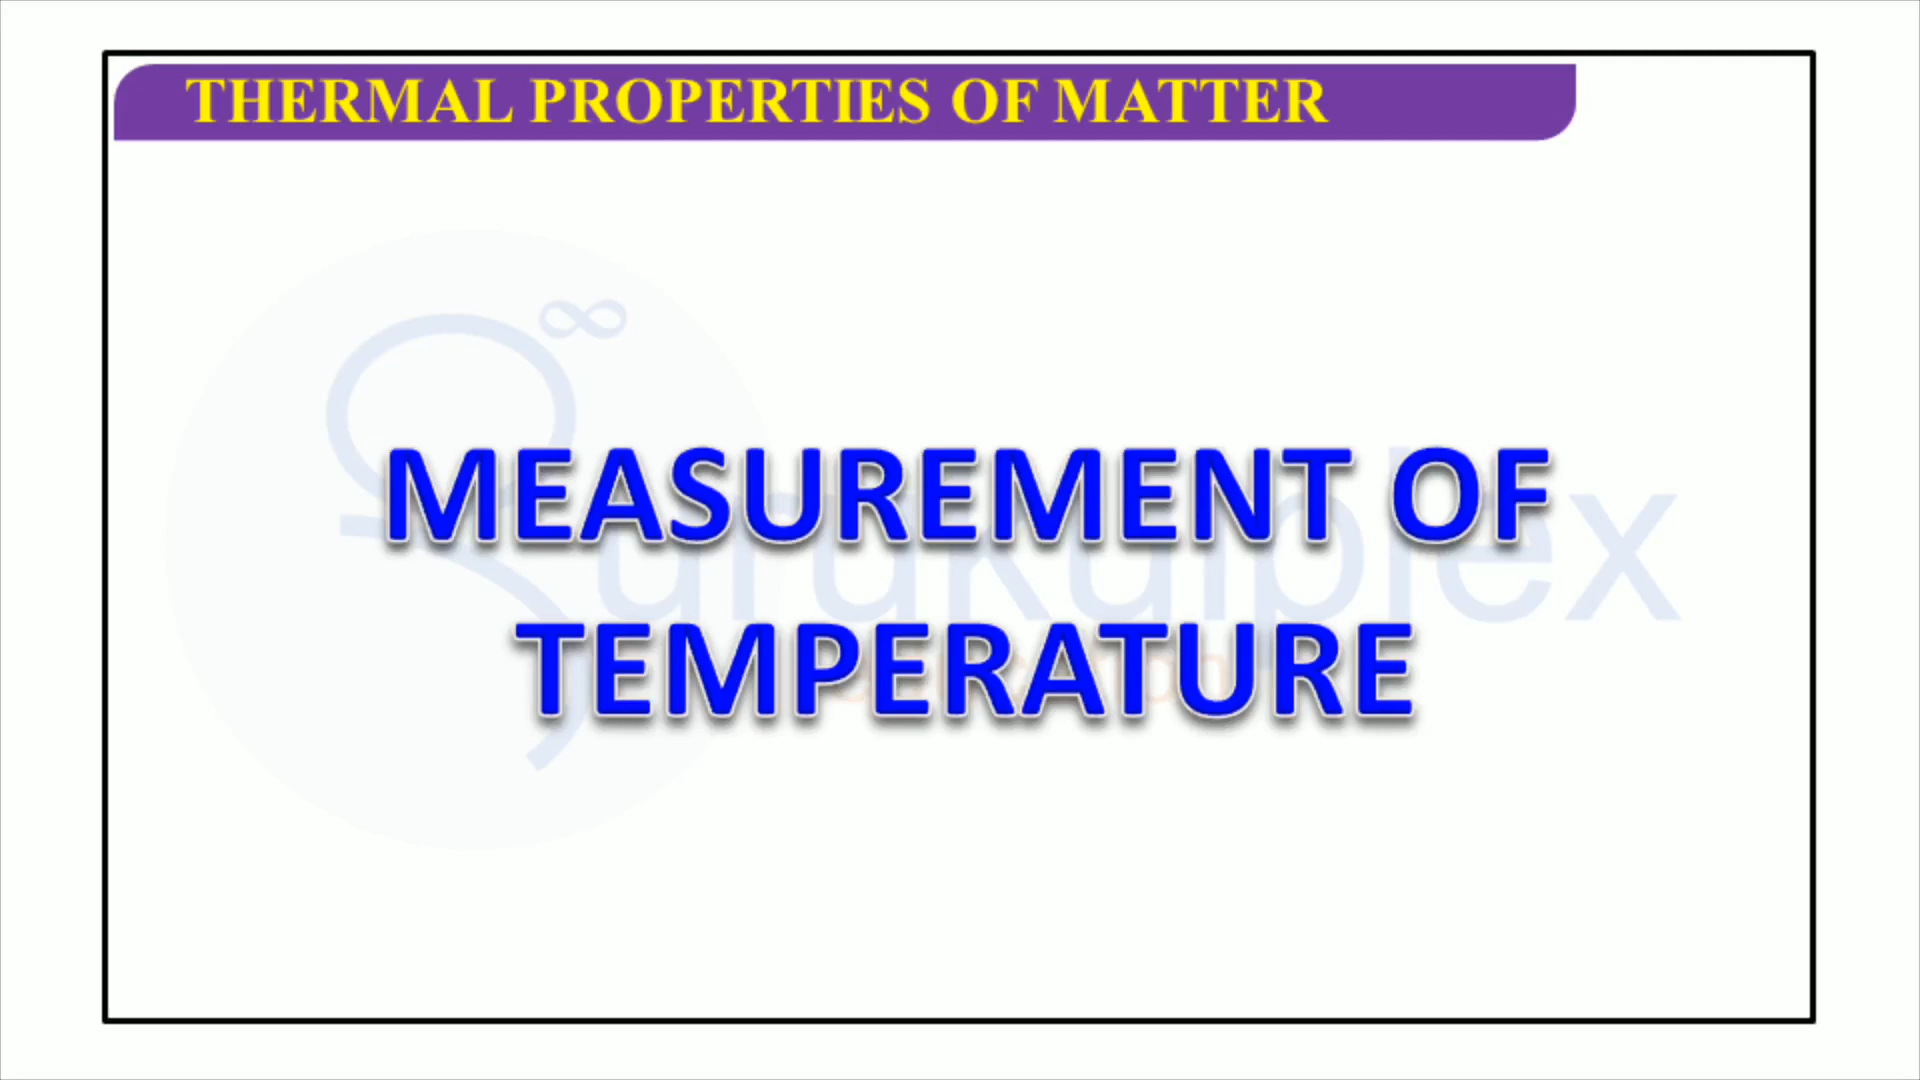 THERMAL PROPERTIES OF MATTER
MEASUREMENT OF
TEMPERATURE